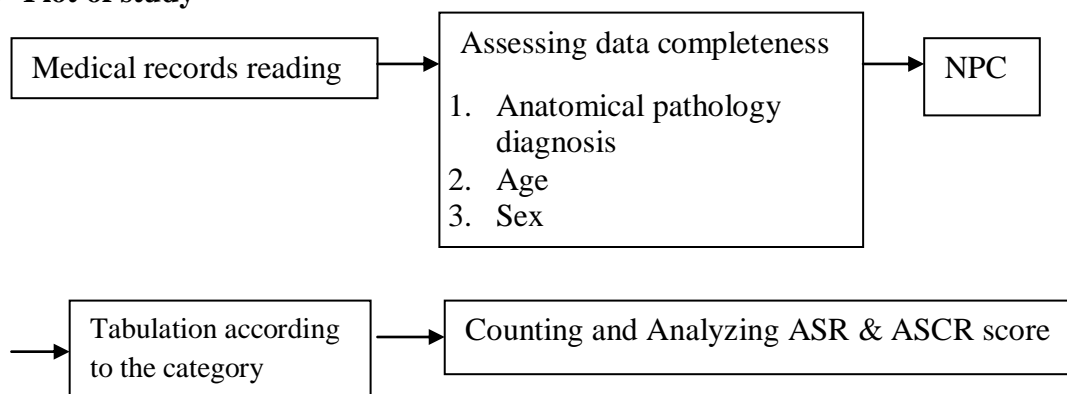 Plot of study
Medical records reading
Assessing data completeness
1. Anatomical pathology
diagnosis
2. Age
3. Sex
NPC
Tabulation according
to the category
Counting and Analyzing ASR & ASCR score